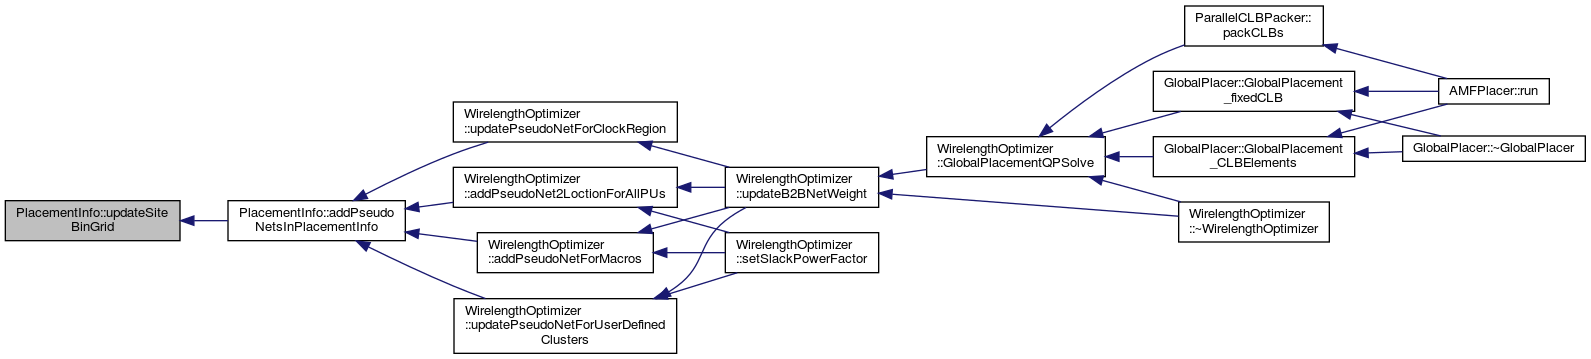 PlacementInfo::updateSite
BinGrid
PlacementInfo::addPseudo
NetsInPlacementInfo
WirelengthOptimizer
::updatePseudoNetForClockRegion
WirelengthOptimizer
::addPseudoNet2LoctionForAllPUs
WirelengthOptimizer
::addPseudoNetForMacros
WirelengthOptimizer
::updatePseudoNetForUserDefined
Clusters
WirelengthOptimizer
::updateB2BNetWeight
WirelengthOptimizer
::setSlackPowerFactor
WirelengthOptimizer
::GlobalPlacementQPSolve
ParallelCLBPacker::
packCLBs
GlobalPlacer::GlobalPlacement
_fixedCLB
GlobalPlacer::GlobalPlacement
_CLBElements
WirelengthOptimizer
::~WirelengthOptimizer
AMFPlacer::run
GlobalPlacer::~GlobalPlacer